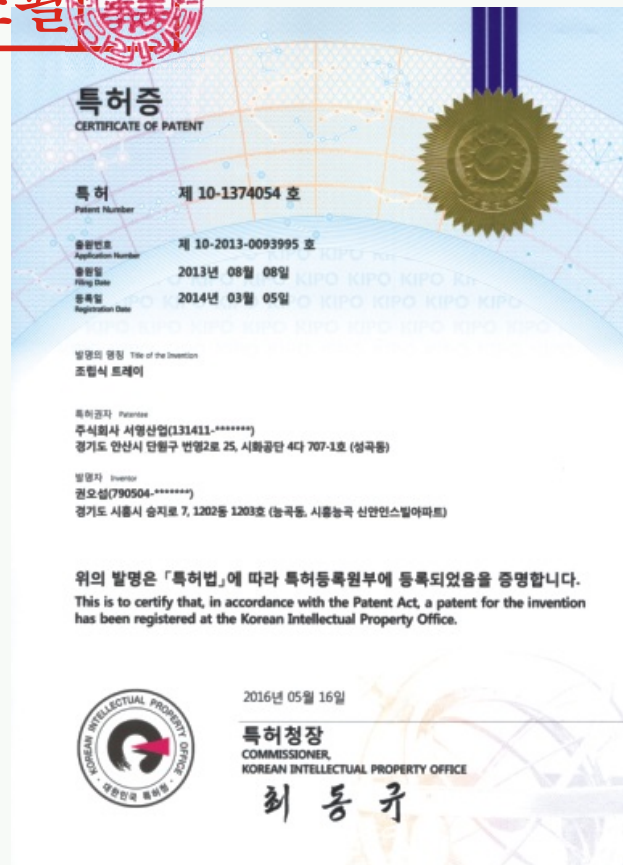 특허증
CERTIFICATE OF PATENT
특허 제 10-1374054 호
Patent Number
출원번호 제 10-2013-0093995 호
Application Number
출원일 2013년 08월 08일
Filing Date
등록일 2014년 03월 05일
Registration Date
발명의 명칭 Title of the Invention
조립식 트레이
특허권자 Patentee
주식회사 서영산업(131411-*******)
경기도 안산시 단원구 번영2로 25, 시화공단 4다 707-1호 (성곡동)
발명자 Inventor
권오섭(790504-*******)
경기도 시흥시 승지로 7, 1202동 1203호 (능곡동, 시흥능곡 신안인스빌아파트)
위의 발명은 「특허법」에 따라 특허등록원부에 등록되었음을 증명합니다.
This is to certify that, in accordance with the Patent Act, a patent for the invention
has been registered at the Korean Intellectual Property Office.
2016년 05월 16일
특허청장
COMMISSIONER,
KOREAN INTELLECTUAL PROPERTY OFFICE
최동규
KOREAN INTELLECTUAL PROPERTY OFFICE
대한민국 특허청